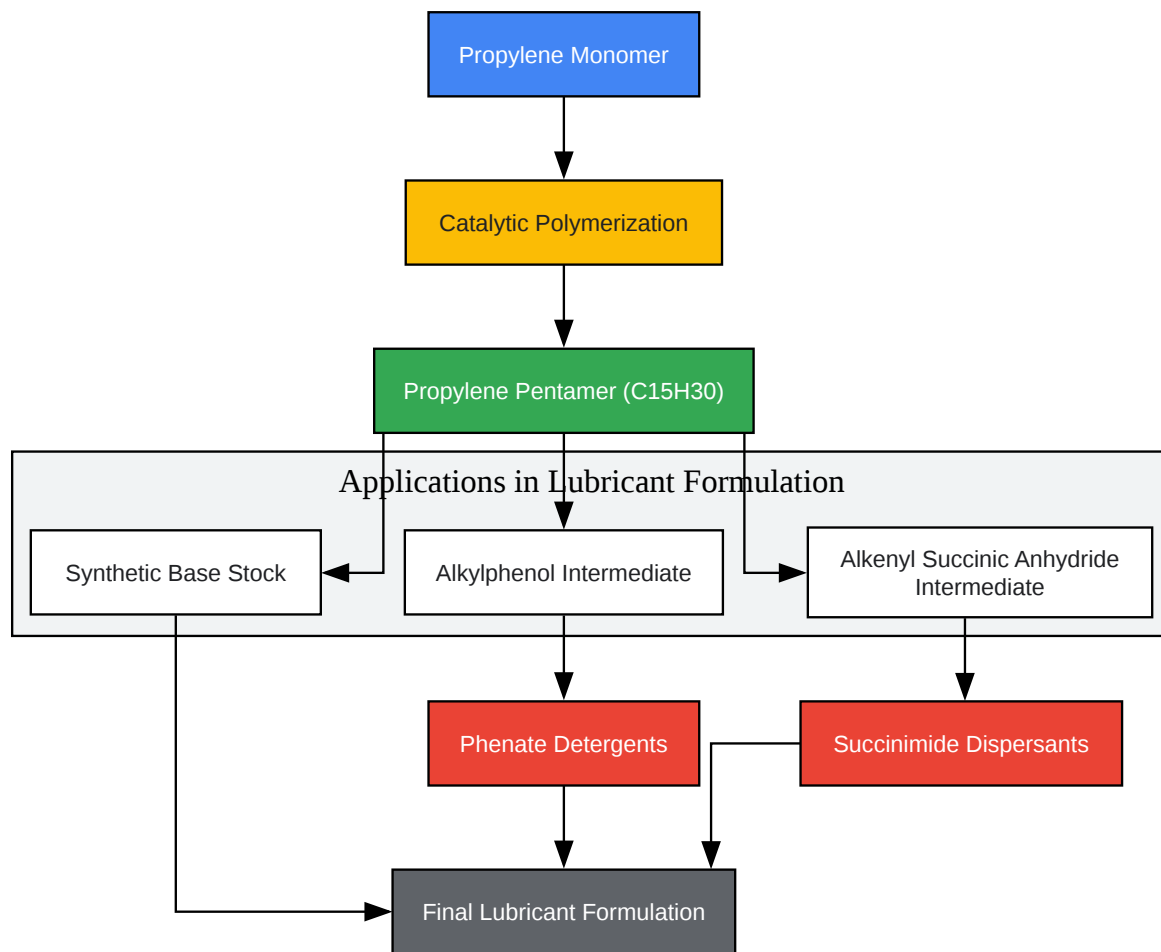 Propylene Monomer
Catalytic Polymerization
Propylene Pentamer (C15H30)
Applications in Lubricant Formulation
Synthetic Base Stock
Alkylphenol Intermediate
Alkenyl Succinic Anhydride
Intermediate
Phenate Detergents
Succinimide Dispersants
Final Lubricant Formulation